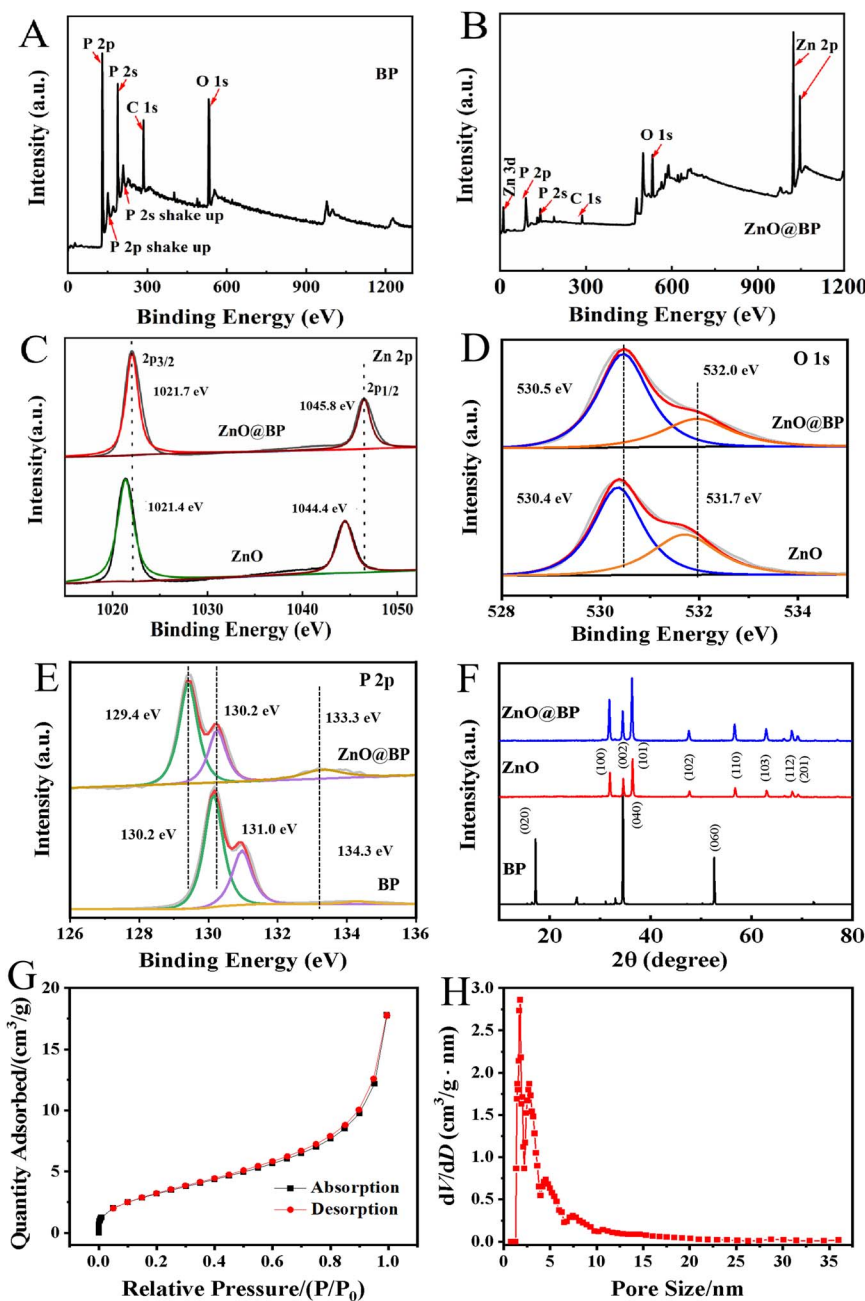 A
P 2p
P 2s
C 1s
O 1s
BP
P 2s shake up
P 2p shake up
Intensity (a.u.)
0 300 600 900 1200
Binding Energy (eV)
B
Zn 2p
O 1s
Zn 3d
P 2p
P 2s
C 1s
ZnO@BP
Intensity (a.u.)
0 300 600 900 1200
Binding Energy (eV)
C
Zn 2p
2p3/2
1021.7 eV
2p1/2
1045.8 eV
ZnO@BP
1021.4 eV
1044.4 eV
ZnO
Intensity(a.u.)
1020 1030 1040 1050
Binding Energy (eV)
D
O 1s
530.5 eV
532.0 eV
ZnO@BP
530.4 eV
531.7 eV
ZnO
Intensity(a.u.)
528 530 532 534
Binding Energy (eV)
E
P 2p
129.4 eV
130.2 eV
133.3 eV
ZnO@BP
130.2 eV
131.0 eV
134.3 eV
BP
Intensity(a.u.)
126 128 130 132 134 136
Binding Energy (eV)
F
ZnO@BP
ZnO
(100) (002) (101) (102) (110) (103) (112) (201)
(020) (040) (060)
BP
Intensity(a.u.)
20 40 60 80
2θ (degree)
G
20
15
10
5
0
Quantity Adsorbed/(cm³/g)
Absorption
Desorption
0.0 0.2 0.4 0.6 0.8 1.0
Relative Pressure/(P/P₀)
H
3.0
2.5
2.0
1.5
1.0
0.5
0.0
dV/dD (cm³/g · nm)
0 5 10 15 20 25 30 35
Pore Size/nm